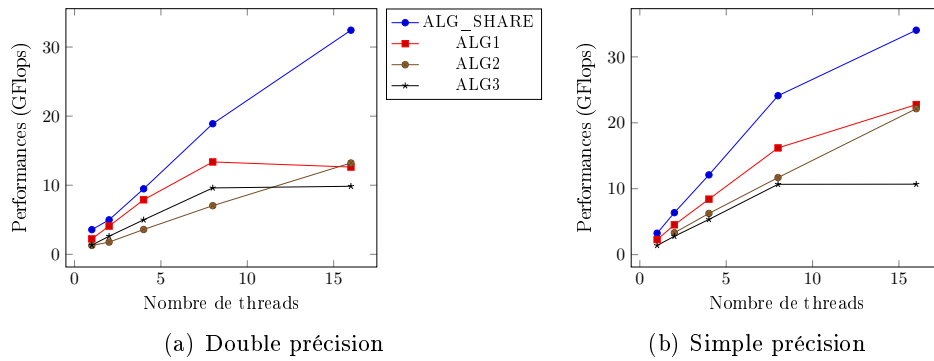 ALG_SHARE
ALG1
ALG2
ALG3
Performances (GFlops)
30
20
10
0
0
5
10
15
Nombre de threads
(a) Double précision
Performances (GFlops)
30
20
10
0
0
5
10
15
Nombre de threads
(b) Simple précision